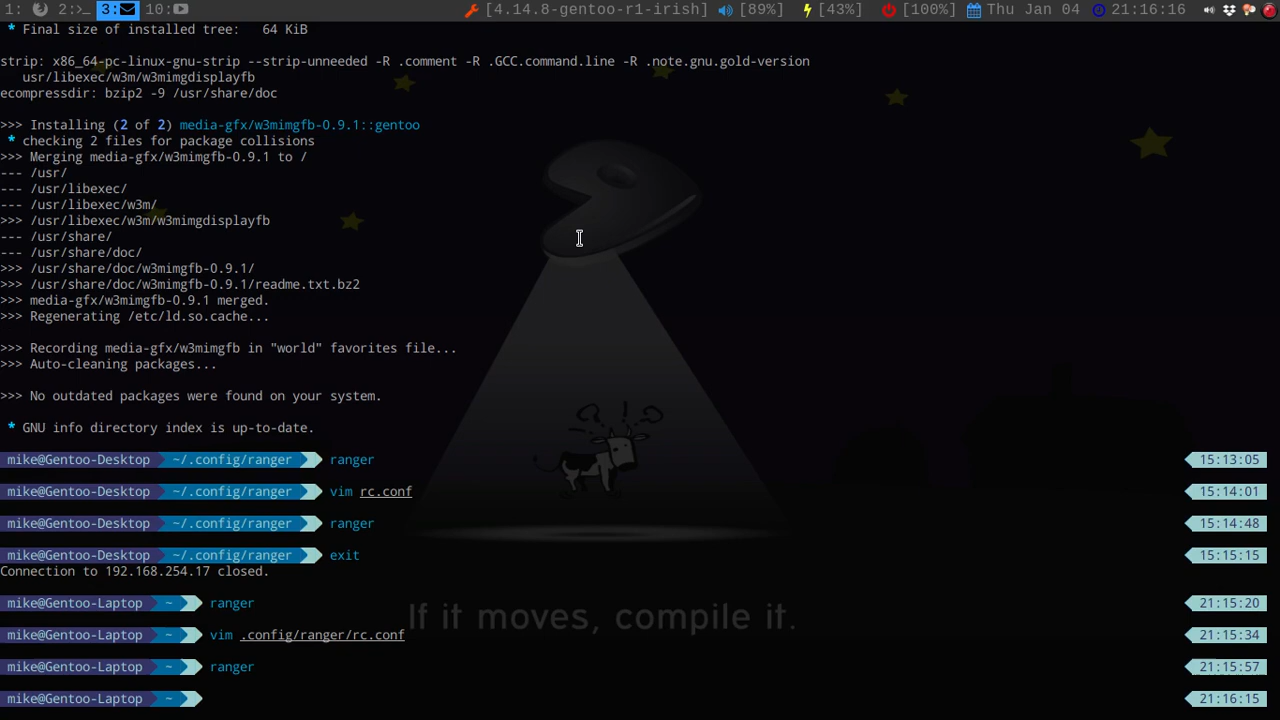 1: 2:>_ 3: 10: [4.14.8-gentoo-r1-irish] [89%] [43%] [100%] Thu Jan 04 21:16:16
* Final size of installed tree: 64 KiB
strip: x86_64-pc-linux-gnu-strip --strip-unneeded -R .comment -R .GCC.command.line -R .note.gnu.gold-version
usr/libexec/w3m/w3mimgdisplayfb
ecompressdir: bzip2 -9 /usr/share/doc
>>> Installing (2 of 2) media-gfx/w3mimgfb-0.9.1::gentoo
* checking 2 files for package collisions
>>> Merging media-gfx/w3mimgfb-0.9.1 to /
--- /usr/
--- /usr/libexec/
--- /usr/libexec/w3m/
>>> /usr/libexec/w3m/w3mimgdisplayfb
--- /usr/share/
--- /usr/share/doc/
>>> /usr/share/doc/w3mimgfb-0.9.1/
>>> /usr/share/doc/w3mimgfb-0.9.1/readme.txt.bz2
>>> media-gfx/w3mimgfb-0.9.1 merged.
>>> Regenerating /etc/ld.so.cache...
>>> Recording media-gfx/w3mimgfb in "world" favorites file...
>>> Auto-cleaning packages...
>>> No outdated packages were found on your system.
* GNU info directory index is up-to-date.
mike@Gentoo-Desktop ~/.config/ranger ranger 15:13:05
mike@Gentoo-Desktop ~/.config/ranger vim rc.conf 15:14:01
mike@Gentoo-Desktop ~/.config/ranger ranger 15:14:48
mike@Gentoo-Desktop ~/.config/ranger exit 15:15:15
Connection to 192.168.254.17 closed.
mike@Gentoo-Laptop ~ ranger 21:15:20
If it moves, compile it.
mike@Gentoo-Laptop ~ vim .config/ranger/rc.conf 21:15:34
mike@Gentoo-Laptop ~ ranger 21:15:57
mike@Gentoo-Laptop ~ 21:16:15